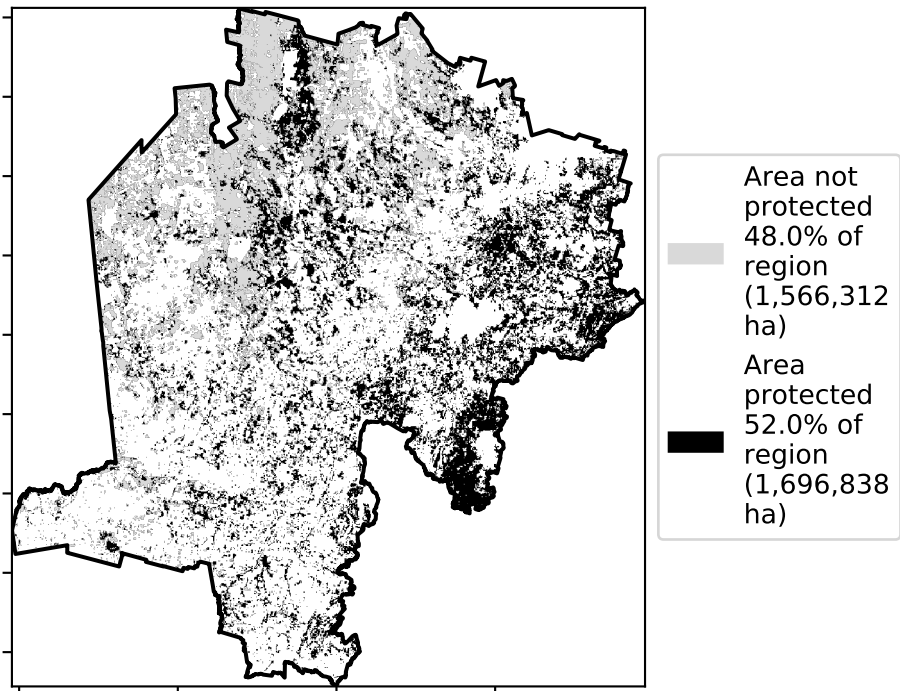 Area not
protected
48.0% of
region
(1,566,312
ha)
Area
protected
52.0% of
region
(1,696,838
ha)